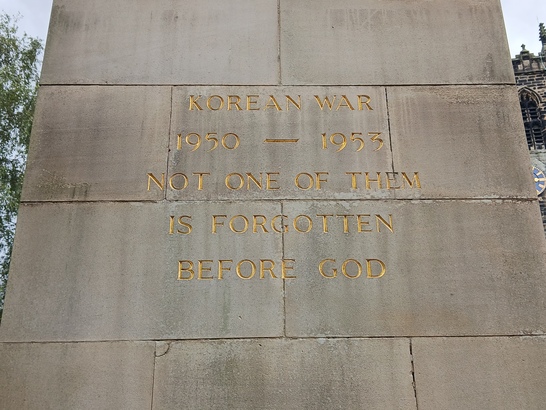 KOREAN WAR
1950 — 1953
NOT ONE OF THEM
IS FORGOTTEN
BEFORE GOD